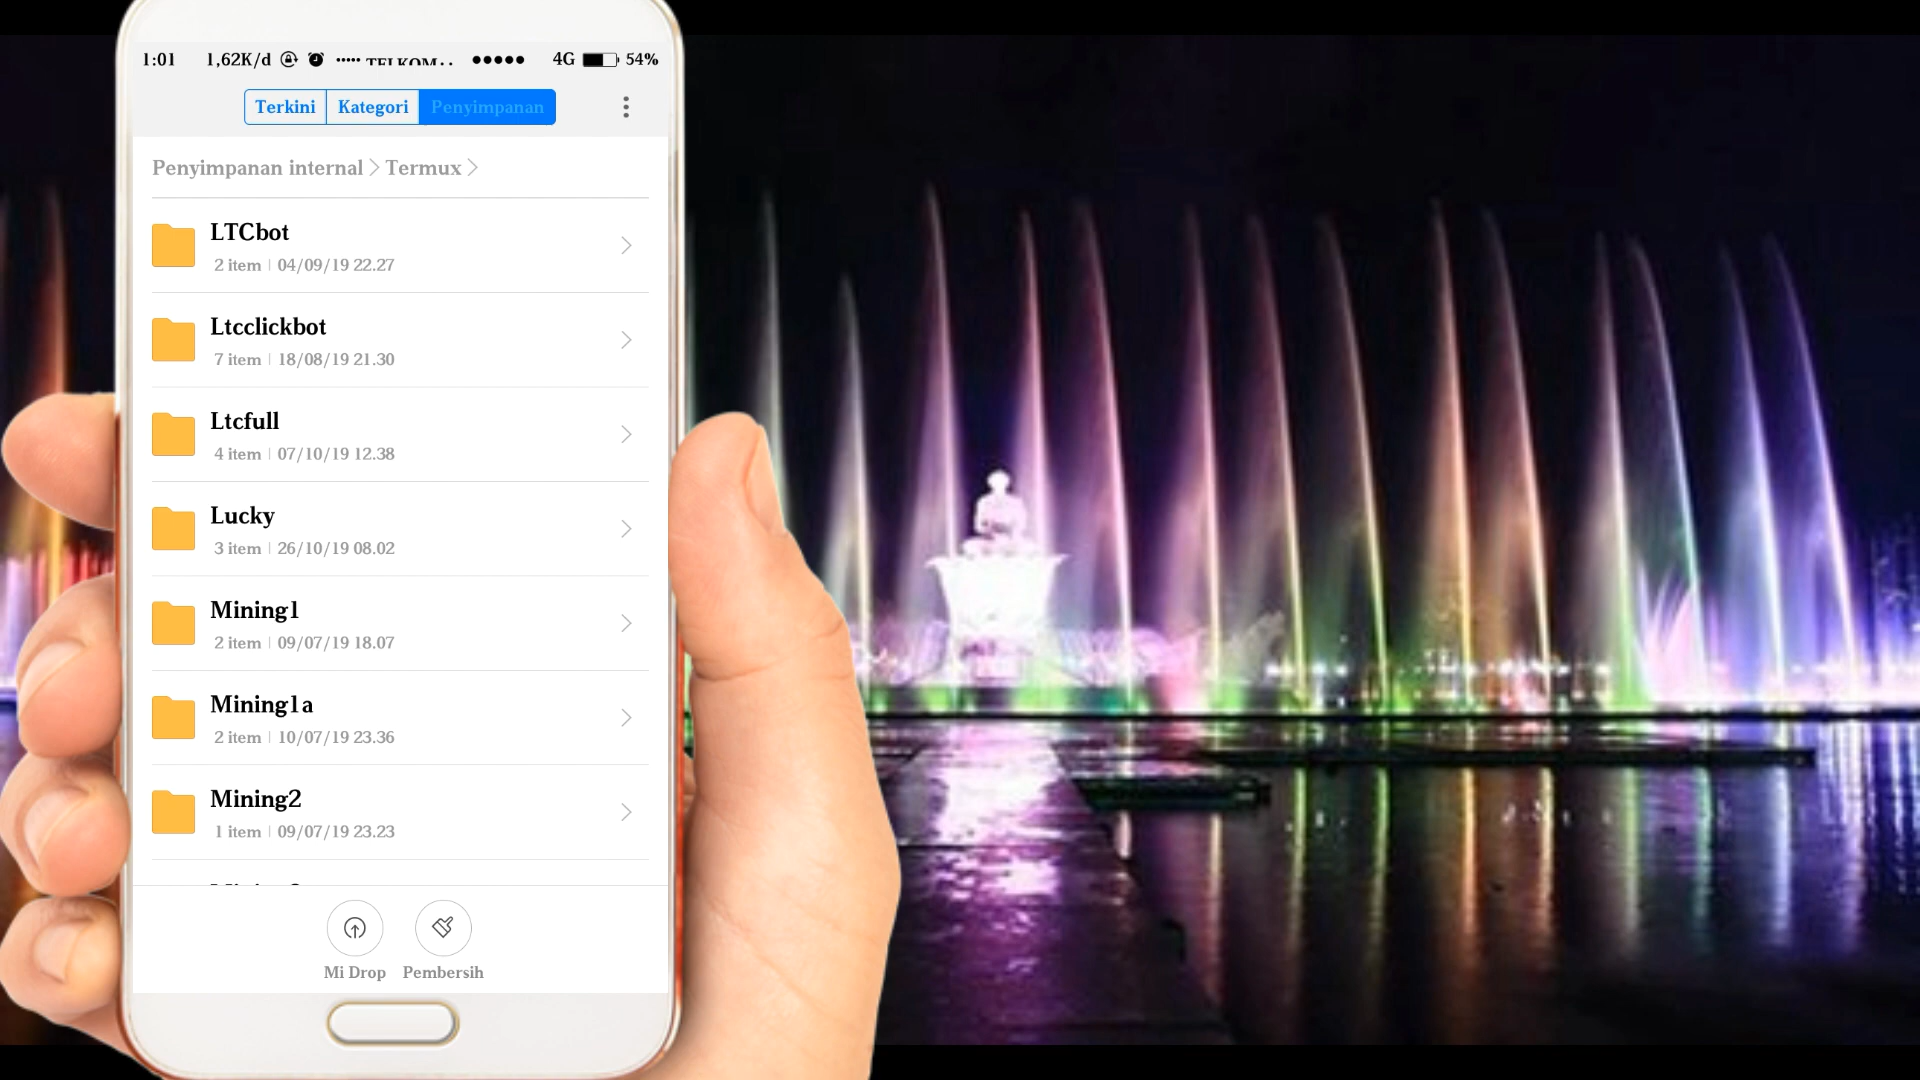 1:01 1,62K/d 4G 54%
Terkini Kategori Penyimpanan
Penyimpanan internal Termux
LTCbot
2 item 04/09/19 22.27
Ltcclickbot
7 item 18/08/19 21.30
Ltcfull
4 item 07/10/19 12.38
Lucky
3 item 26/10/19 08.02
Mining1
2 item 09/07/19 18.07
Mining1a
2 item 10/07/19 23.36
Mining2
1 item 09/07/19 23.23
Mi Drop Pembersih